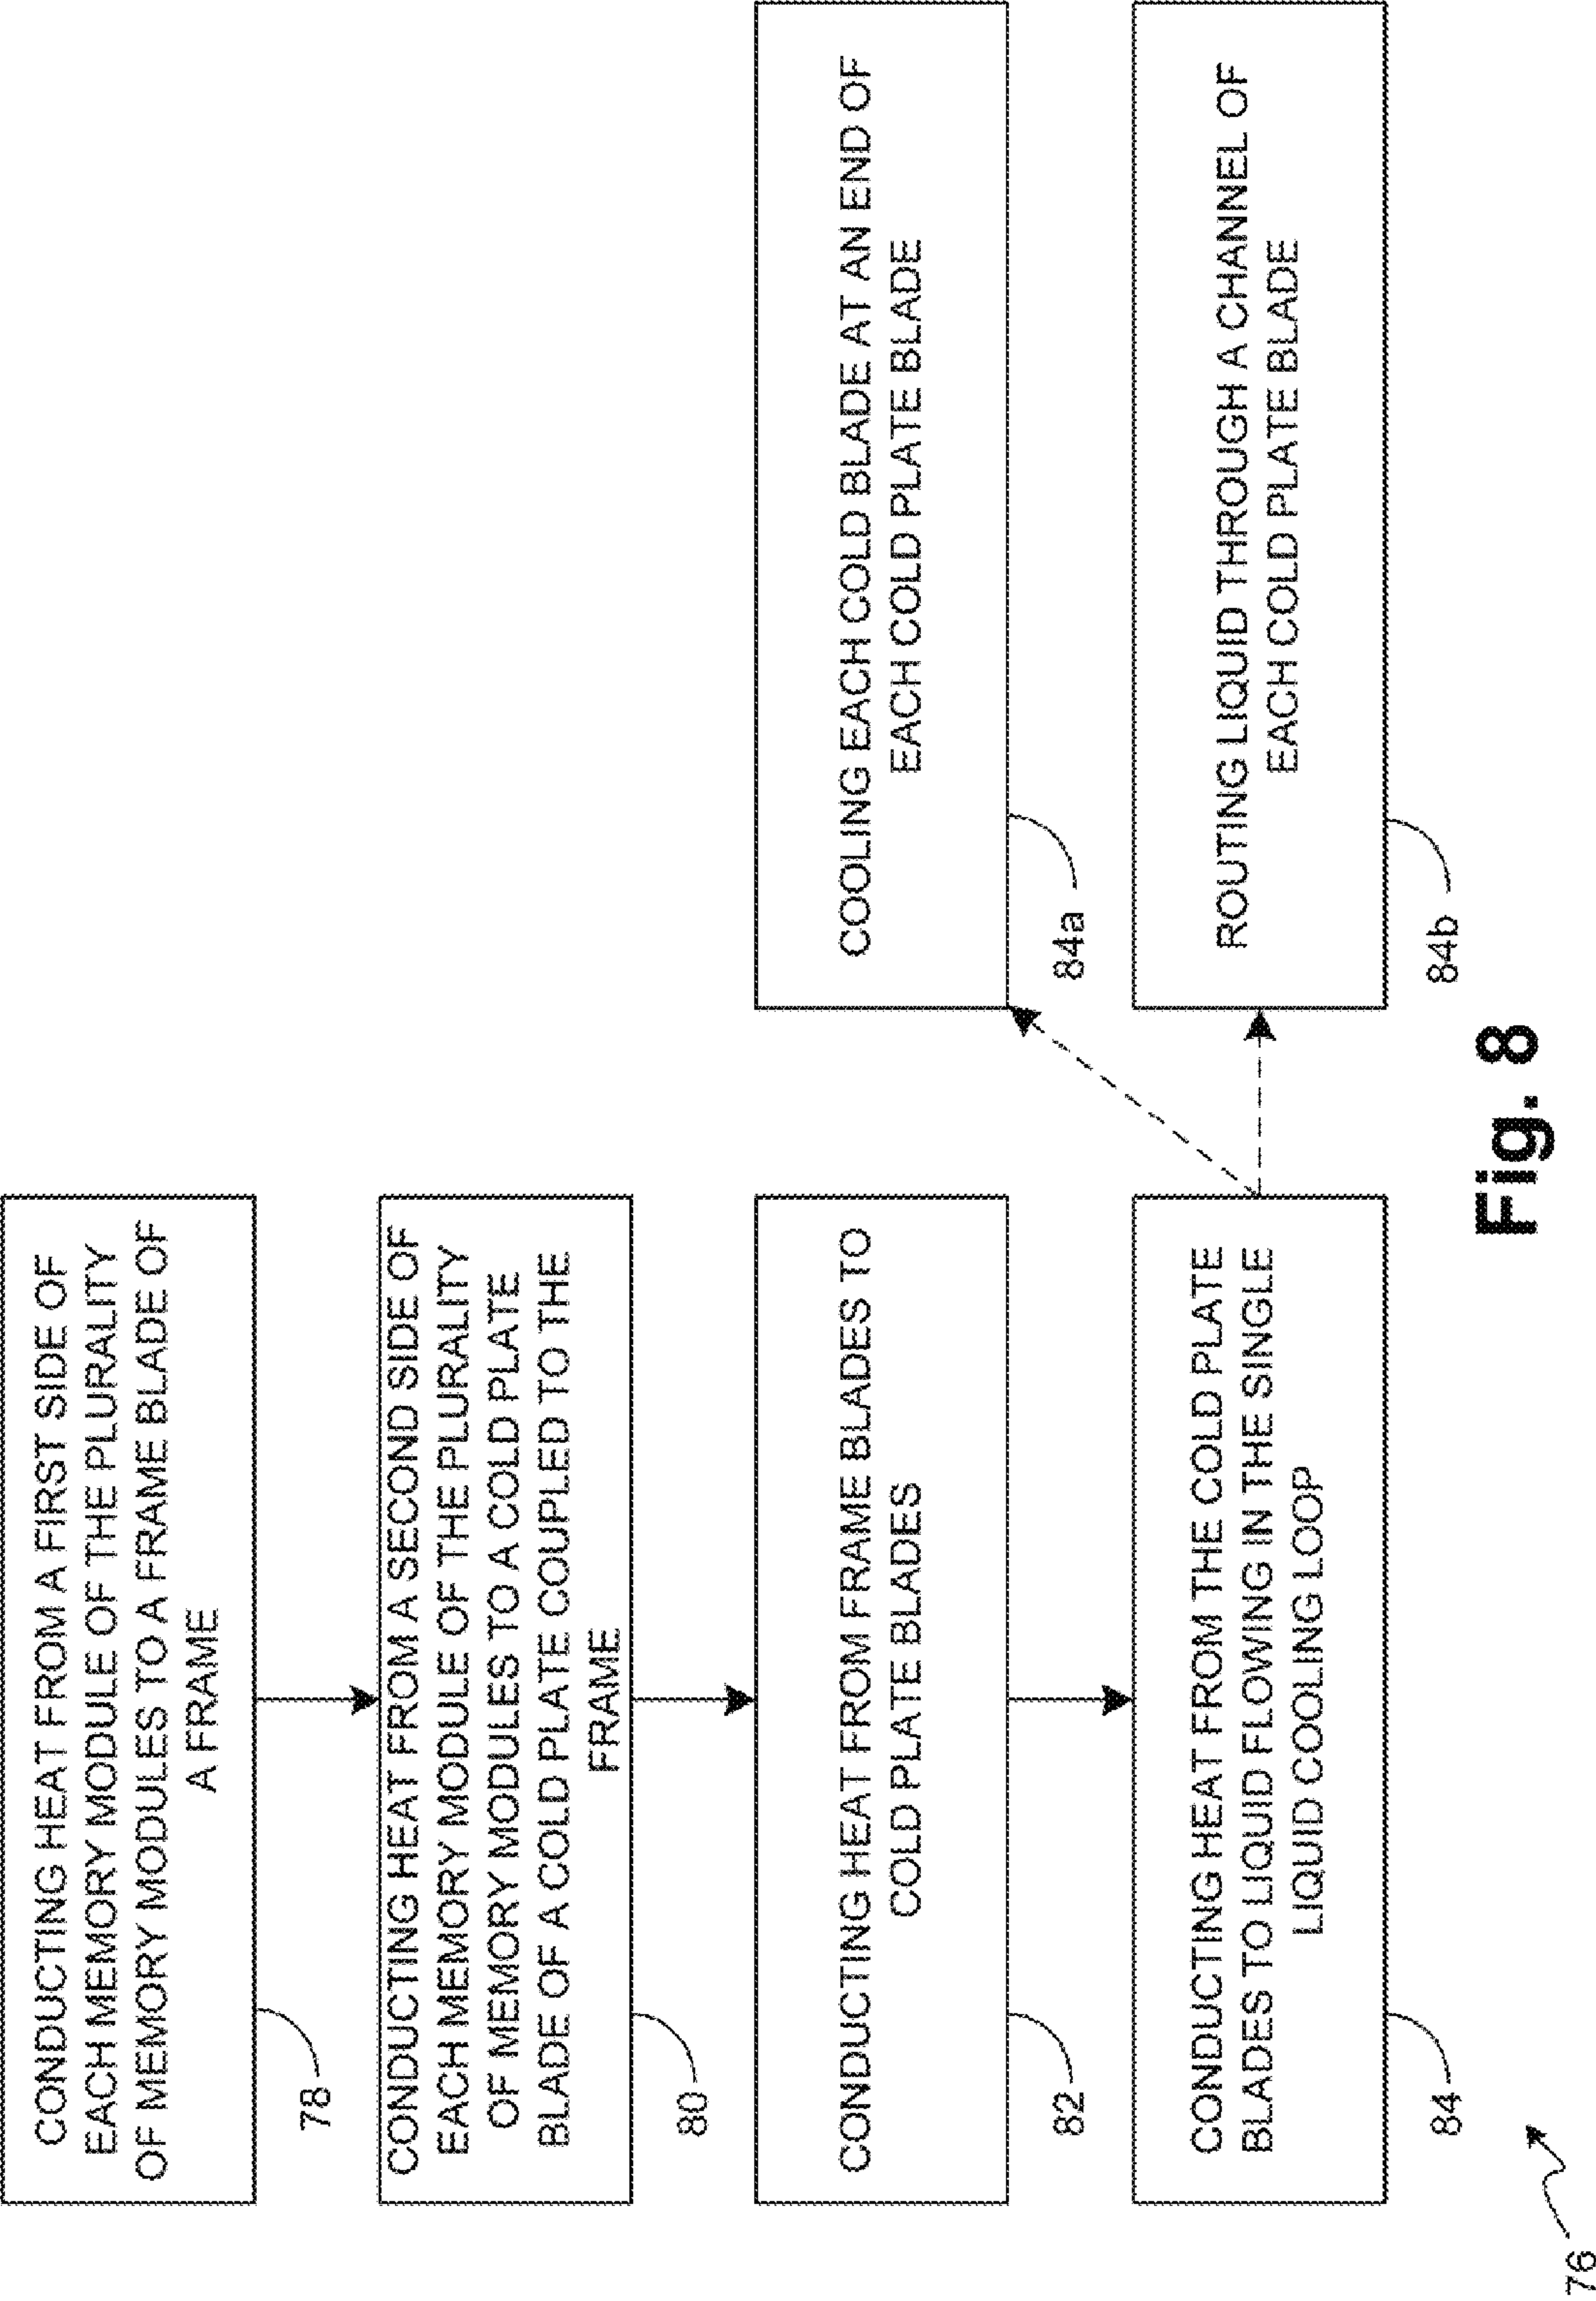 CONDUCTING HEAT FROM A FIRST SIDE OF
EACH MEMORY MODULE OF THE PLURALITY
OF MEMORY MODULES TO A FRAME BLADE OF
A FRAME
78
CONDUCTING HEAT FROM A SECOND SIDE OF
EACH MEMORY MODULE OF THE PLURALITY
OF MEMORY MODULES TO A COLD PLATE
BLADE OF A COLD PLATE COUPLED TO THE
FRAME
80
CONDUCTING HEAT FROM FRAME BLADES TO
COLD PLATE BLADES
82
CONDUCTING HEAT FROM THE COLD PLATE
BLADES TO LIQUID FLOWING IN THE SINGLE
LIQUID COOLING LOOP
84
COOLING EACH COLD BLADE AT AN END OF
EACH COLD PLATE BLADE
84a
ROUTING LIQUID THROUGH A CHANNEL OF
EACH COLD PLATE BLADE
84b
76
Fig. 8